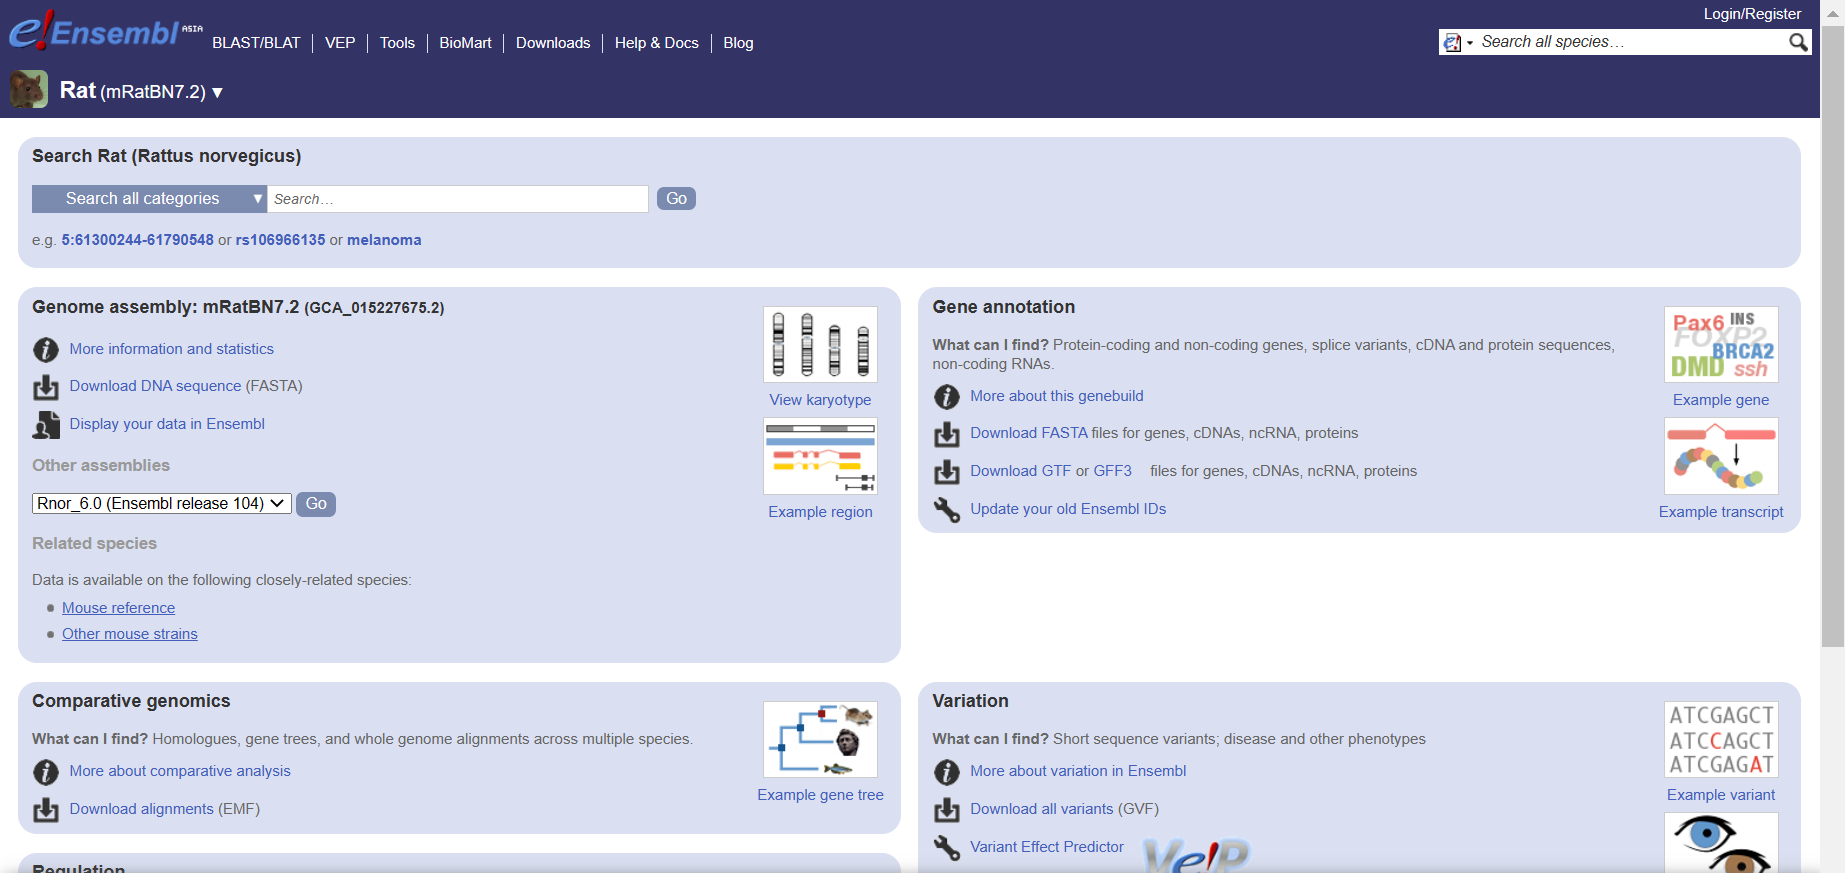 Login/Register
e!Ensembl ASIA
BLAST/BLAT VEP Tools BioMart Downloads Help & Docs Blog
e! Search all species…
Rat (mRatBN7.2) ▼
Search Rat (Rattus norvegicus)
Search all categories ▼ Search… Go
e.g. 5:61300244-61790548 or rs106966135 or melanoma
Genome assembly: mRatBN7.2 (GCA_015227675.2)
More information and statistics
Download DNA sequence (FASTA)
Display your data in Ensembl
View karyotype
Example region
Other assemblies
Rnor_6.0 (Ensembl release 104) Go
Related species
Data is available on the following closely-related species:
Mouse reference
Other mouse strains
Gene annotation
What can I find? Protein-coding and non-coding genes, splice variants, cDNA and protein sequences,
non-coding RNAs.
More about this genebuild
Download FASTA files for genes, cDNAs, ncRNA, proteins
Download GTF or GFF3 files for genes, cDNAs, ncRNA, proteins
Update your old Ensembl IDs
Pax6 INS
FOXP2
BRCA2
DMD ssh
Example gene
Example transcript
Comparative genomics
What can I find? Homologues, gene trees, and whole genome alignments across multiple species.
More about comparative analysis
Download alignments (EMF)
Example gene tree
Variation
What can I find? Short sequence variants; disease and other phenotypes
More about variation in Ensembl
Download all variants (GVF)
Variant Effect Predictor
Ve!P
ATCGAGCT
ATCCAGCT
ATCGAGAT
Example variant
Regulation